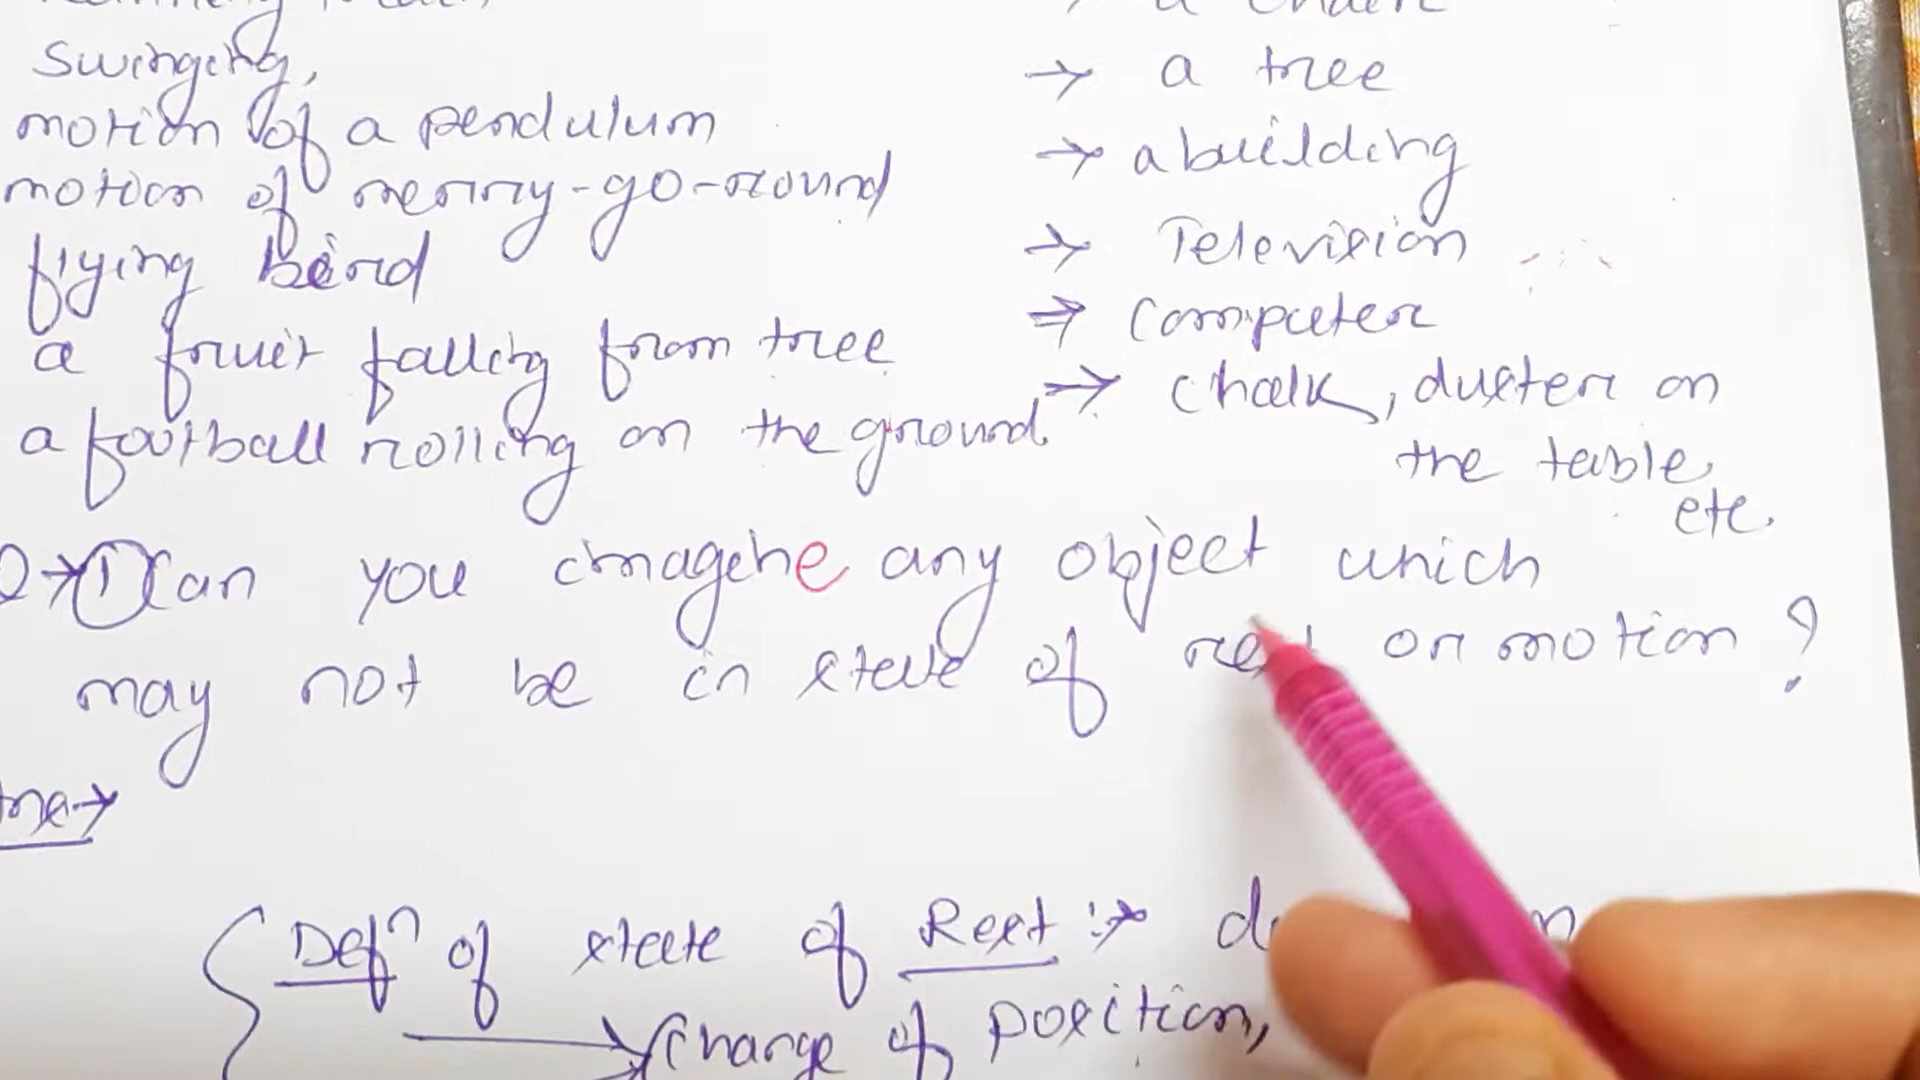 Swinging,
motion of a pendulum
motion of merry-go-round
flying bird
a fruit falling from tree
a football rolling on the ground.
→ a chair
→ a tree
→ a building
→ Television
→ Computer
→ chalk, duster on
the table
etc.
Q→ ① Can you imagine any object which
may not be in state of rest or motion ?
Ans→
Defⁿ of state of Rest :→
Change of position,